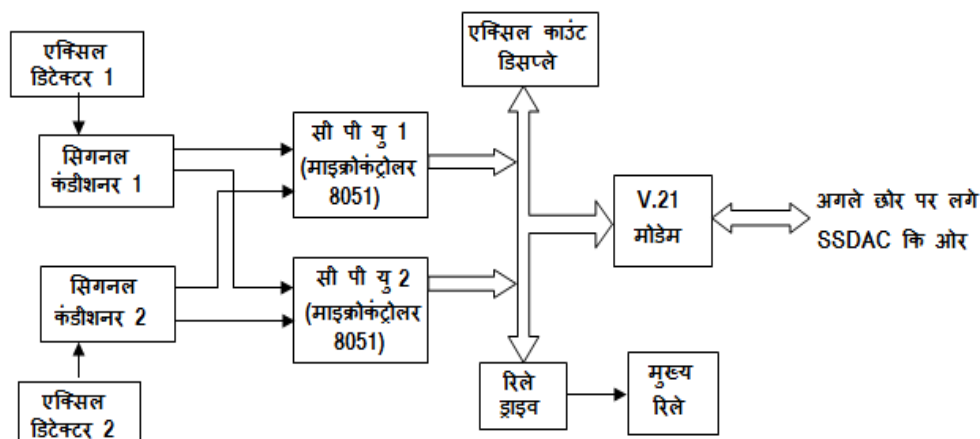 एक्सिल काउंट
डिसप्ले
एक्सिल
डिटेक्टर 1
सी पी यु 1
(माइक्रोकंट्रोलर
8051)
सिगनल
कंडीशनर 1
V.21
मोडेम
अगले छोर पर लगे
SSDAC कि ओर
सिगनल
कंडीशनर 2
सी पी यु 2
(माइक्रोकंट्रोलर
8051)
रिले
ड्राइव
मुख्य
रिले
एक्सिल
डिटेक्टर 2